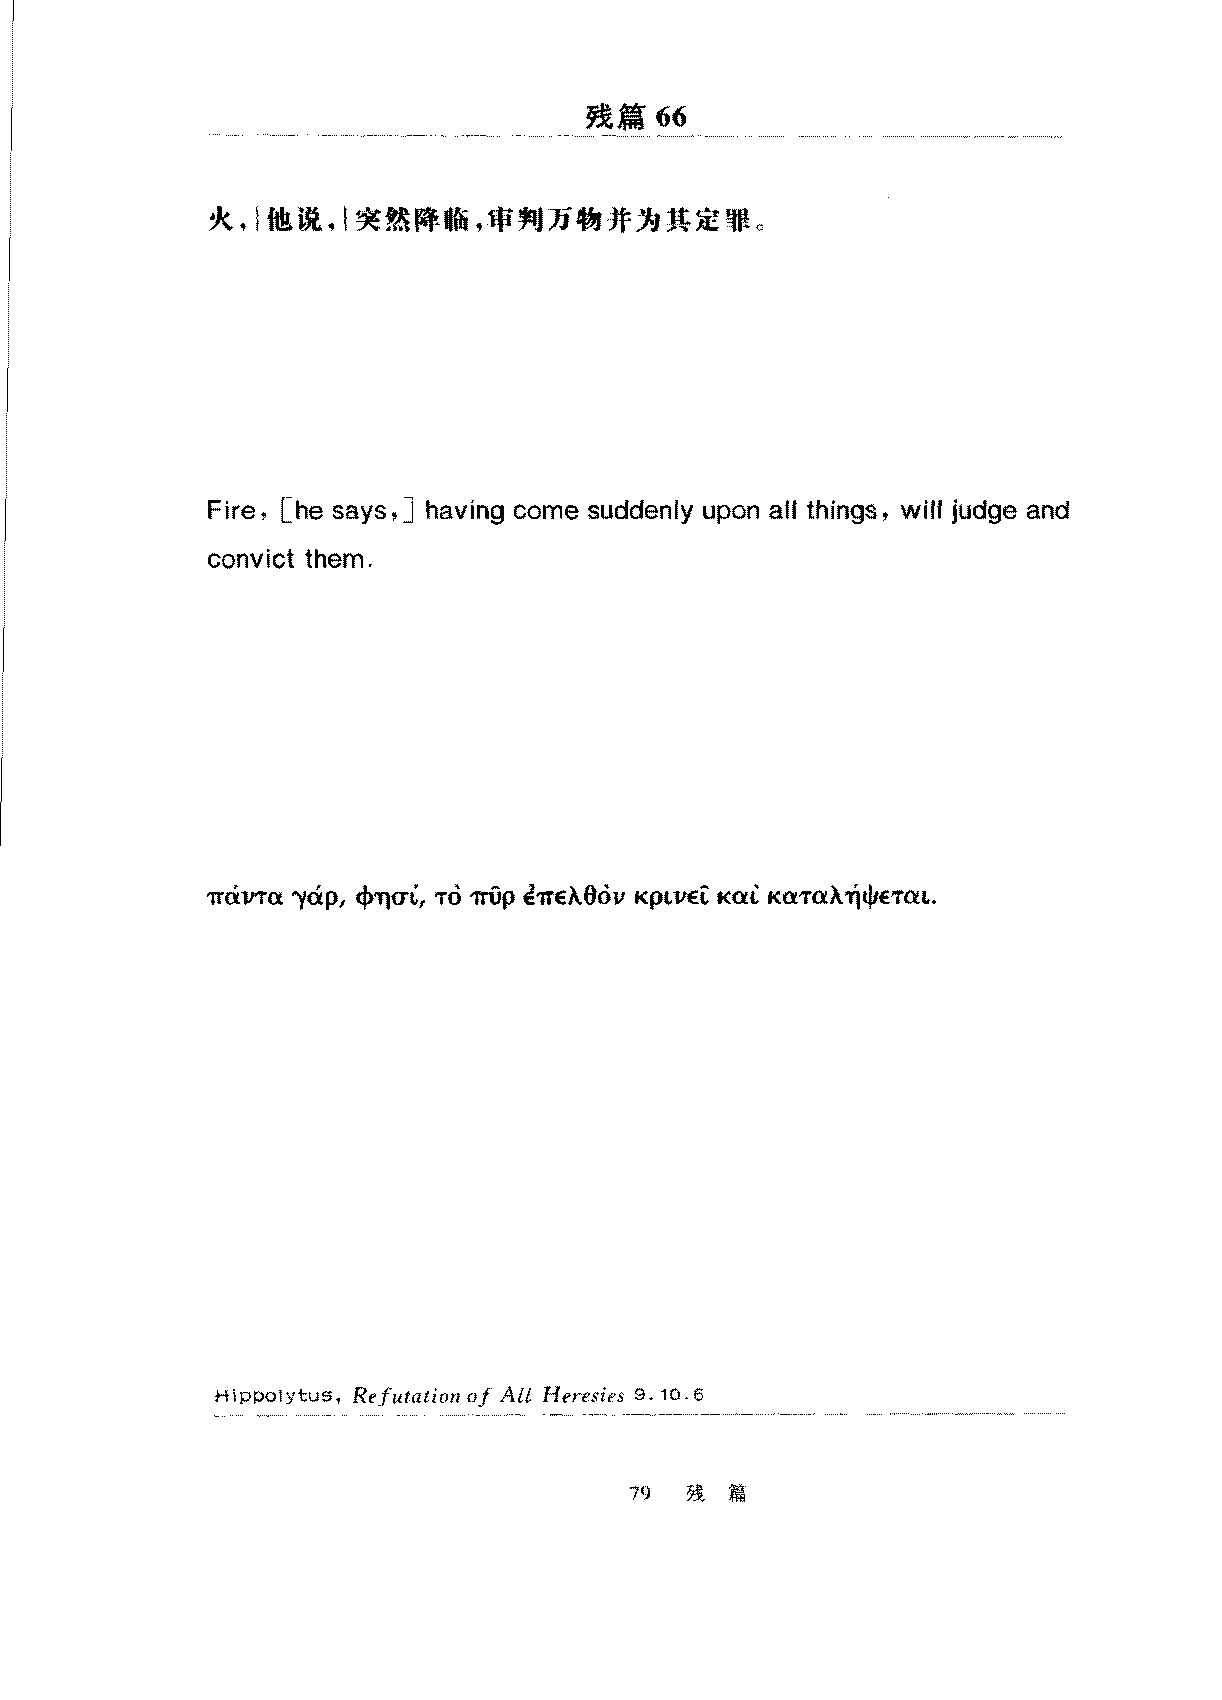 残篇 66
火,[他说,]突然降临,审判万物并为其定罪。
Fire, [he says,] having come suddenly upon all things, will judge and
convict them.
πάντα γάρ, φησί, τὸ πῦρ ἐπελθὸν κρινεῖ καὶ καταλήψεται.
Hippolytus, Refutation of All Heresies 9.10.6
79 残 篇